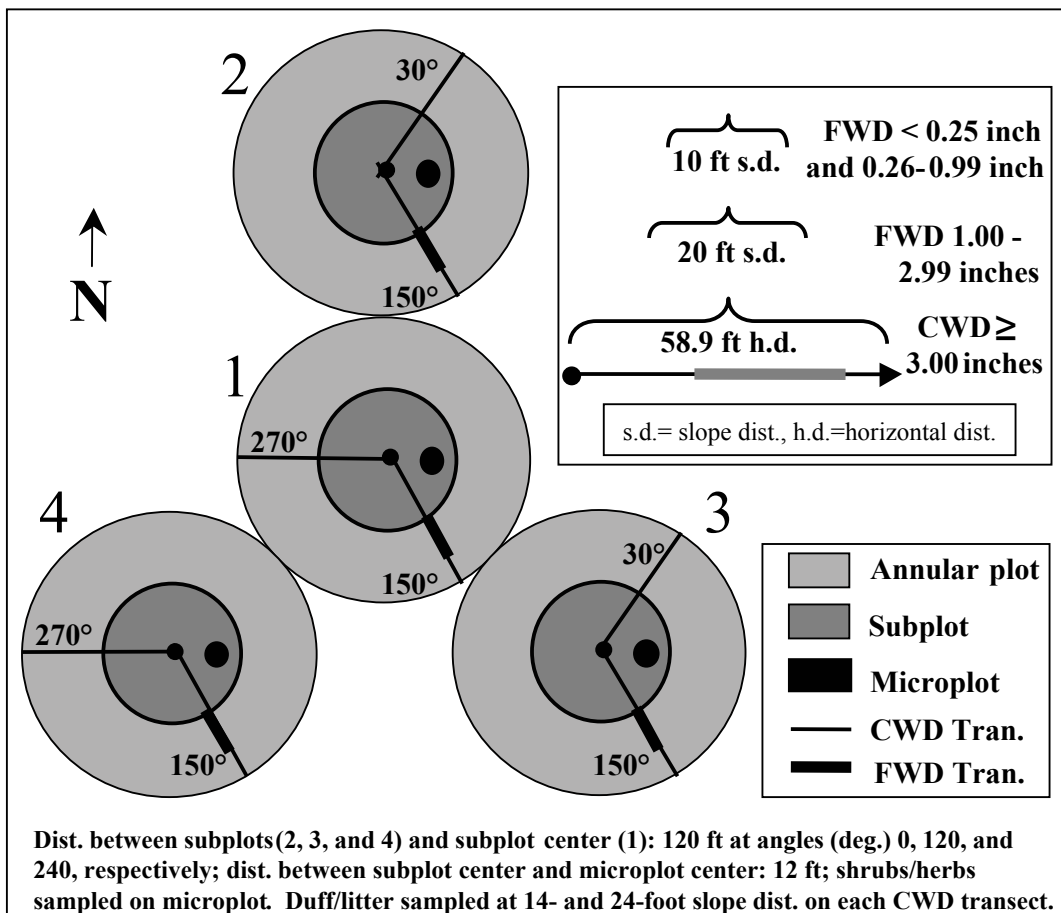 2
30°
150°
N
1
270°
150°
4
270°
150°
3
30°
150°
10 ft s.d.
FWD < 0.25 inch
and 0.26-0.99 inch
20 ft s.d.
FWD 1.00 -
2.99 inches
58.9 ft h.d.
CWD ≥
3.00 inches
s.d.= slope dist., h.d.=horizontal dist.
Annular plot
Subplot
Microplot
CWD Tran.
FWD Tran.
Dist. between subplots (2, 3, and 4) and subplot center (1): 120 ft at angles (deg.) 0, 120, and
240, respectively; dist. between subplot center and microplot center: 12 ft; shrubs/herbs
sampled on microplot. Duff/litter sampled at 14- and 24-foot slope dist. on each CWD transect.